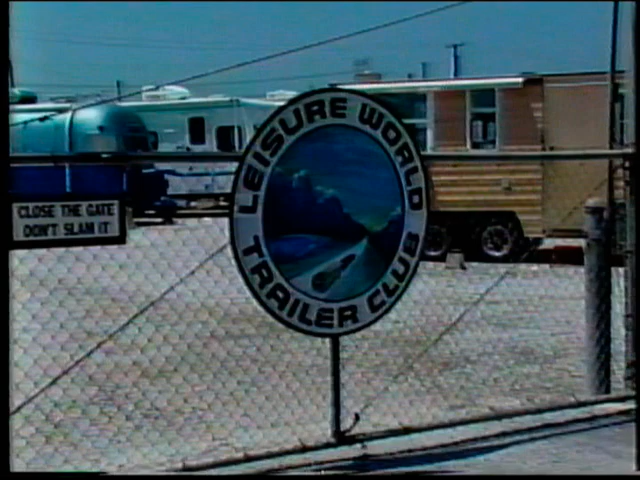 LEISURE WORLD
TRAILER CLUB
CLOSE THE GATE
DON'T SLAM IT